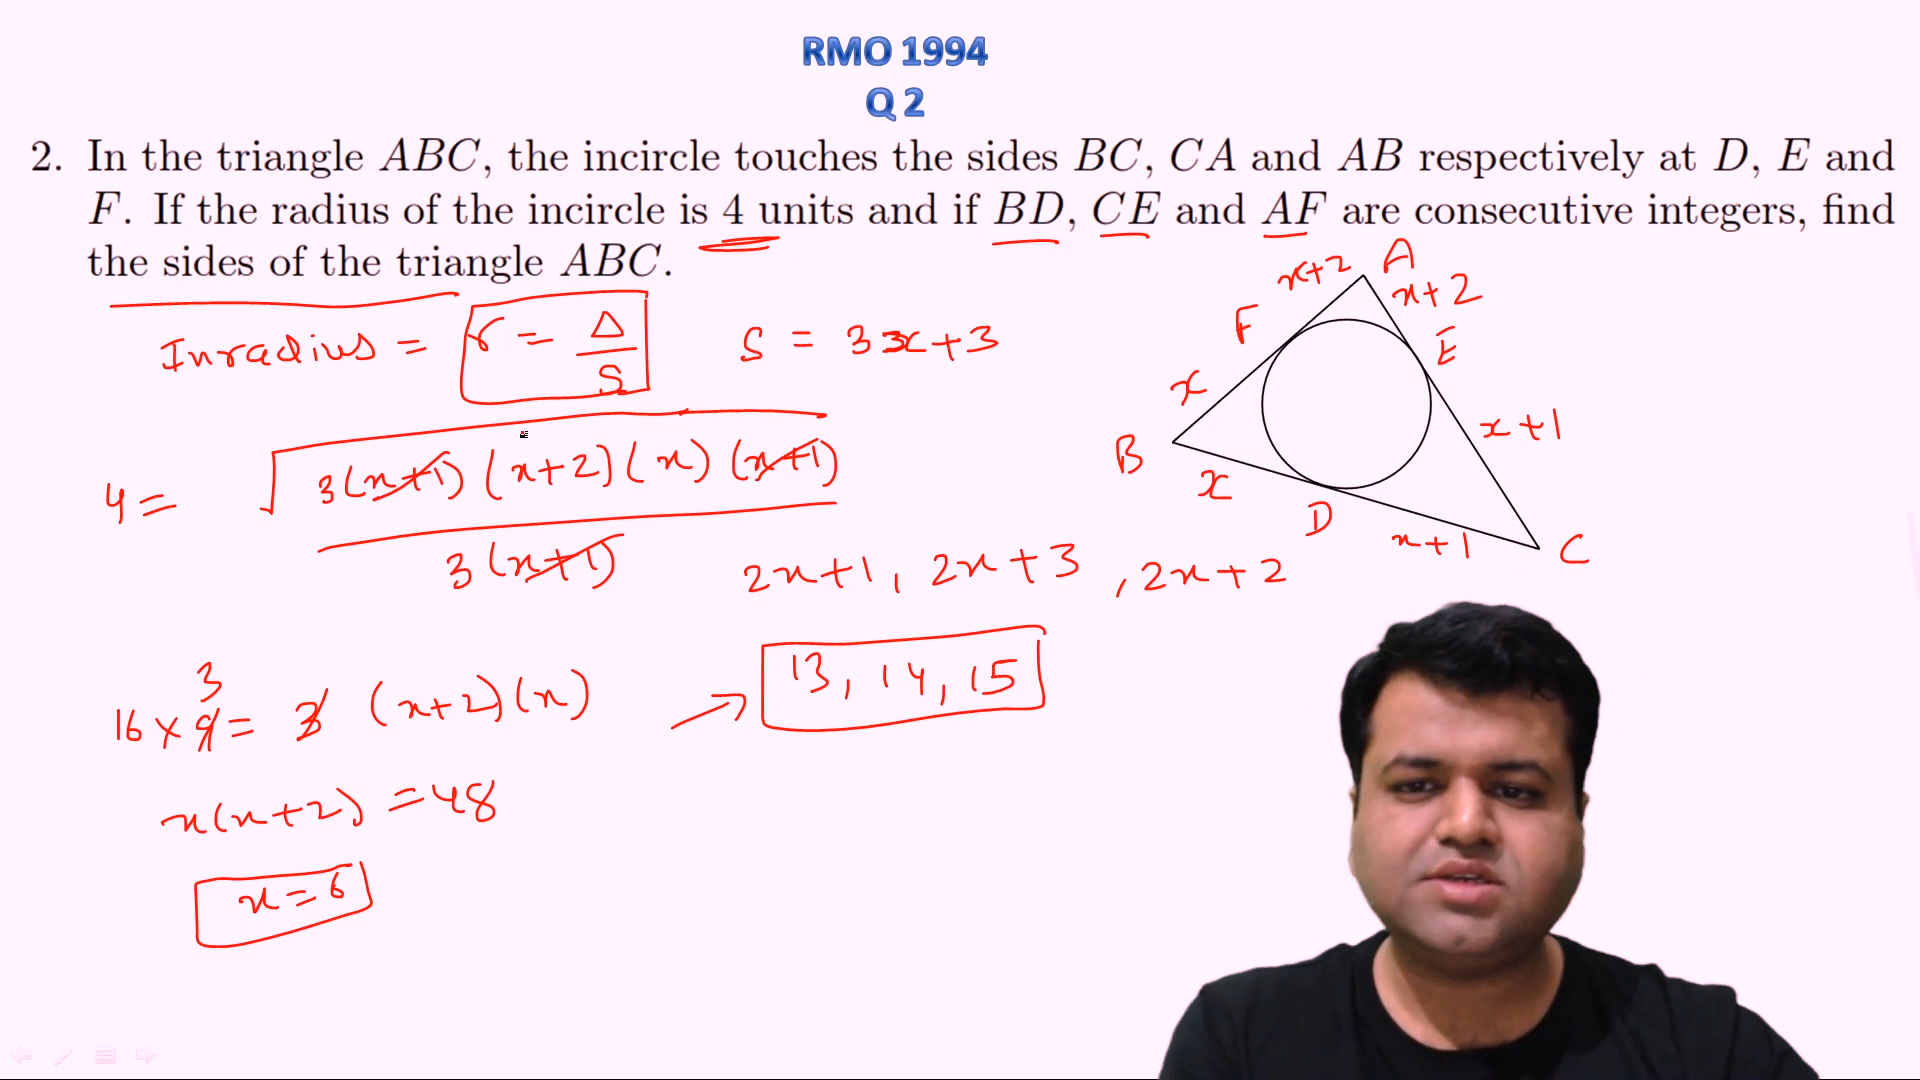 RMO 1994
Q 2
2. In the triangle ABC, the incircle touches the sides BC, CA and AB respectively at D, E and
F. If the radius of the incircle is 4 units and if BD, CE and AF are consecutive integers, find
the sides of the triangle ABC.
Inradius = r = Δ/S
S = 3x+3
4 = √(3(x+1)(x+2)(x)(x+1)) / 3(x+1)
2x+1, 2x+3, 2x+2
16 × 9 = 3 (x+2)(x)
3
13, 14, 15
x(x+2) = 48
x = 6
A
x+2
x+2
F
E
x
x+1
B
x
D
x+1
C